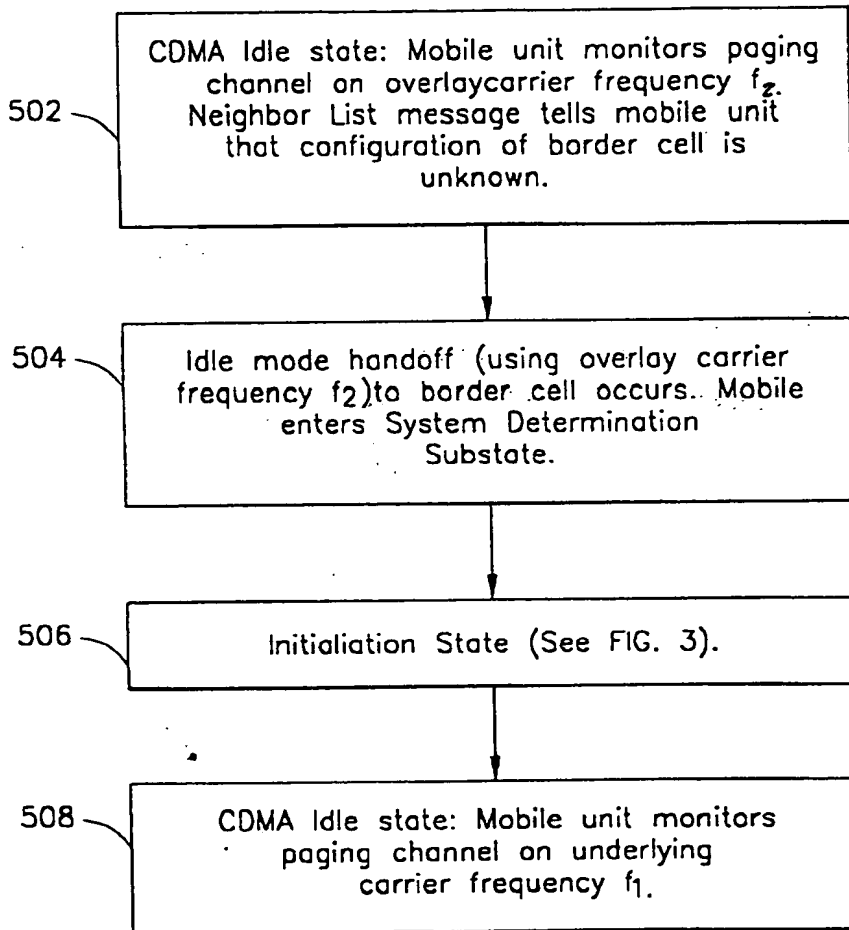 CDMA Idle state: Mobile unit monitors paging
channel on overlaycarrier frequency f2.
502
Neighbor List message tells mobile unit
that configuration of border cell is
unknown.
504
Idle mode handoff (using overlay carrier
frequency f2)to border cell occurs. Mobile
enters System Determination
Substate.
506
Initialiation State (See FIG. 3).
508
CDMA Idle state: Mobile unit monitors
paging channel on underlying
carrier frequency f1.